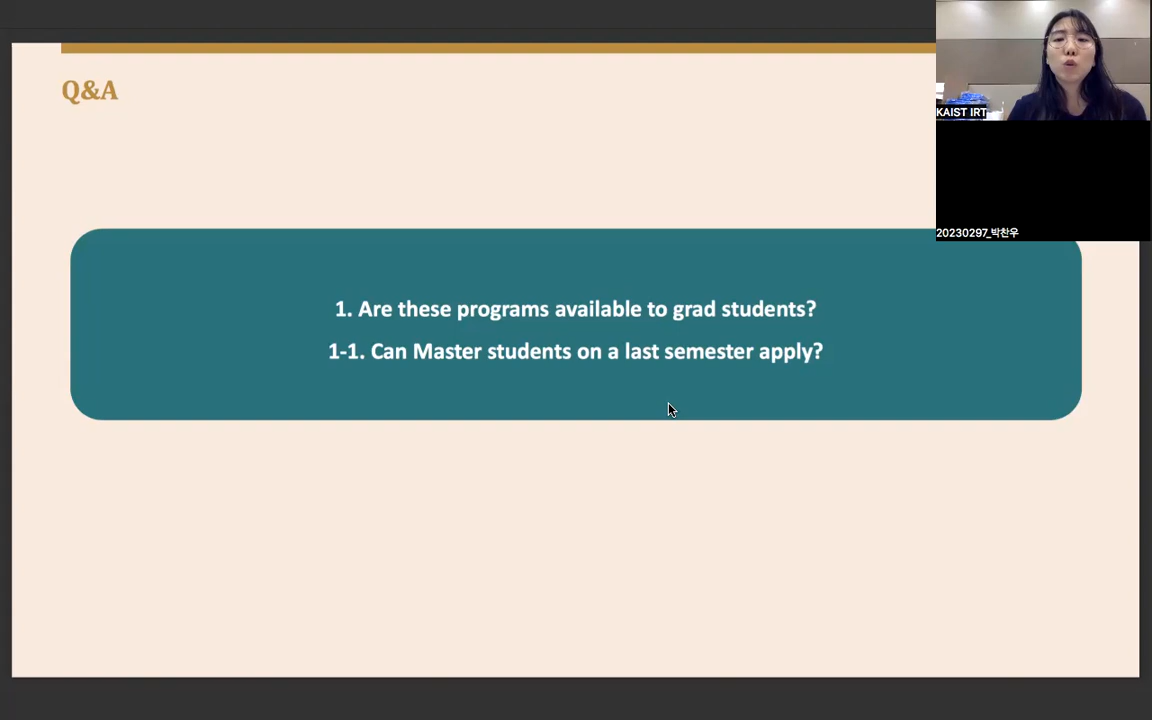 Q&A
KAIST IRT
20230297_박찬우
1. Are these programs available to grad students?
1-1. Can Master students on a last semester apply?